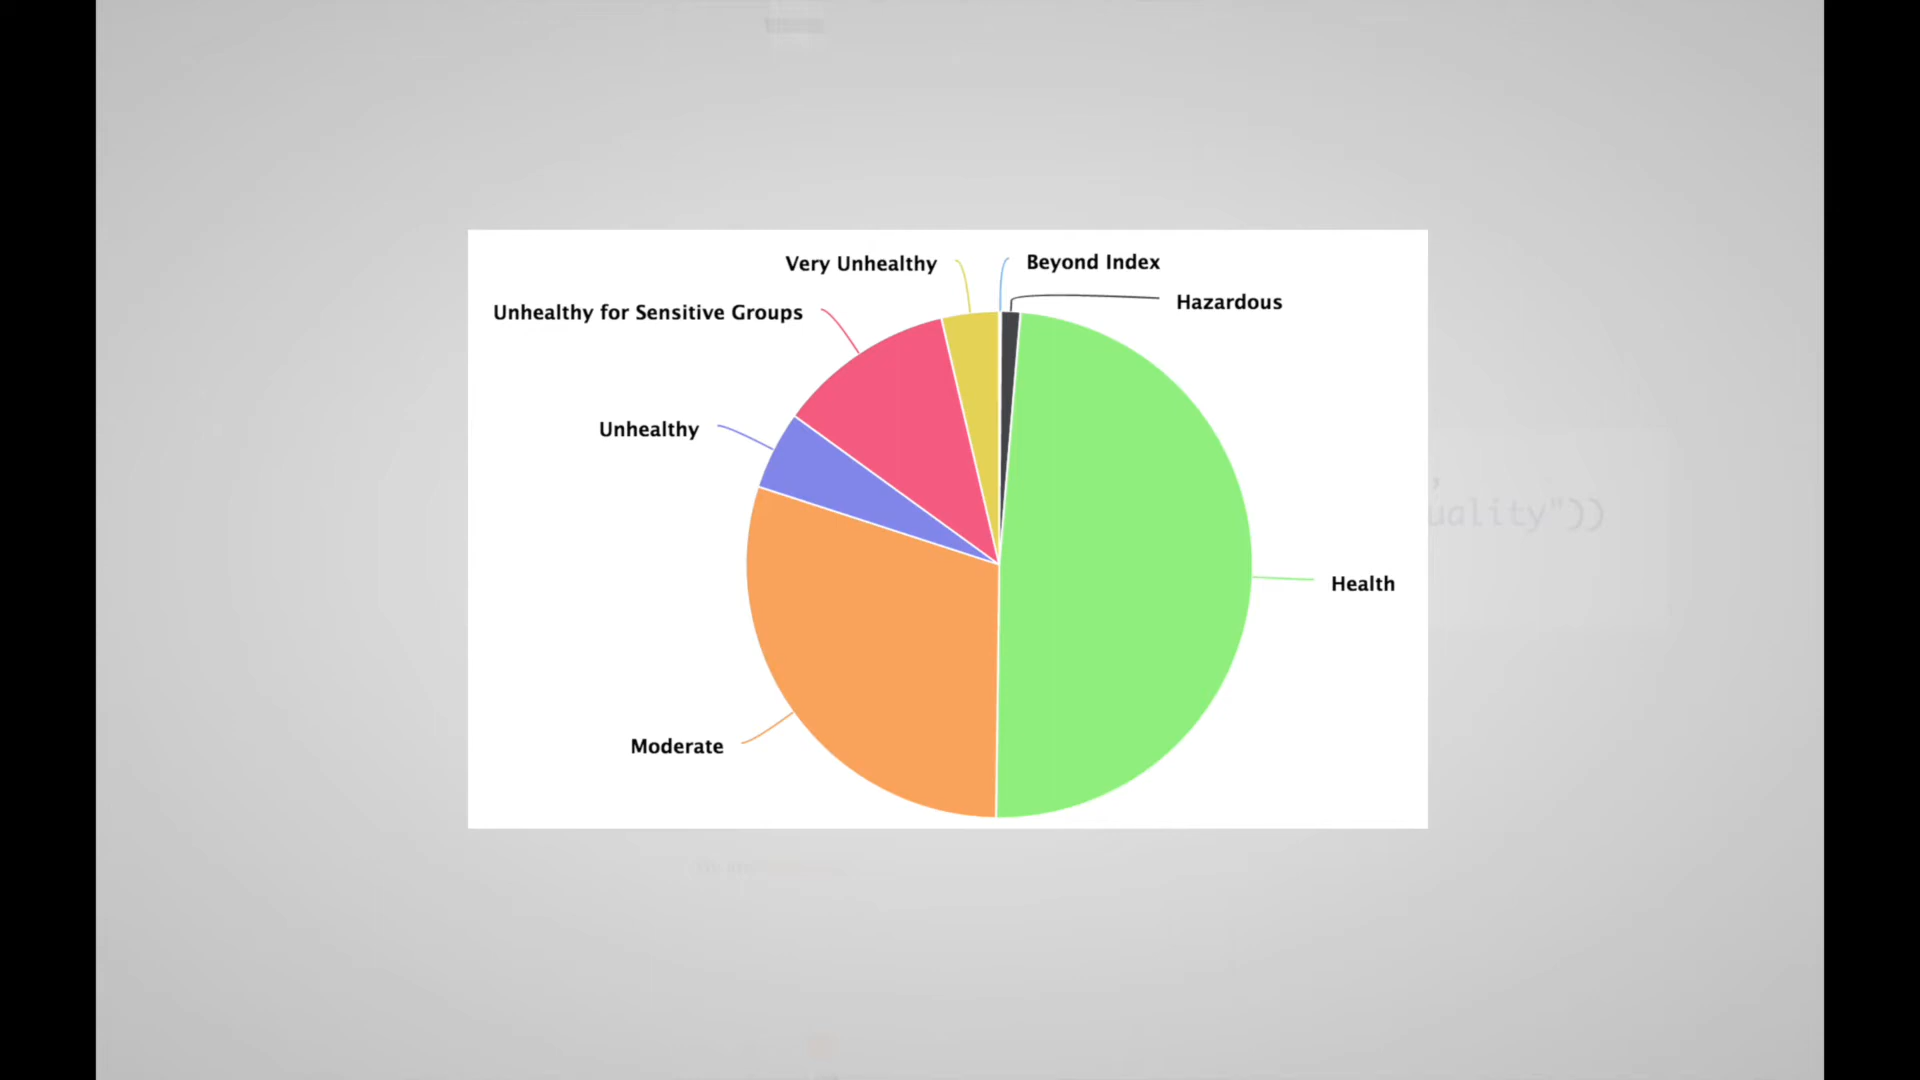 Very Unhealthy
Beyond Index
Hazardous
Unhealthy for Sensitive Groups
Unhealthy
,
uality"))
Health
Moderate